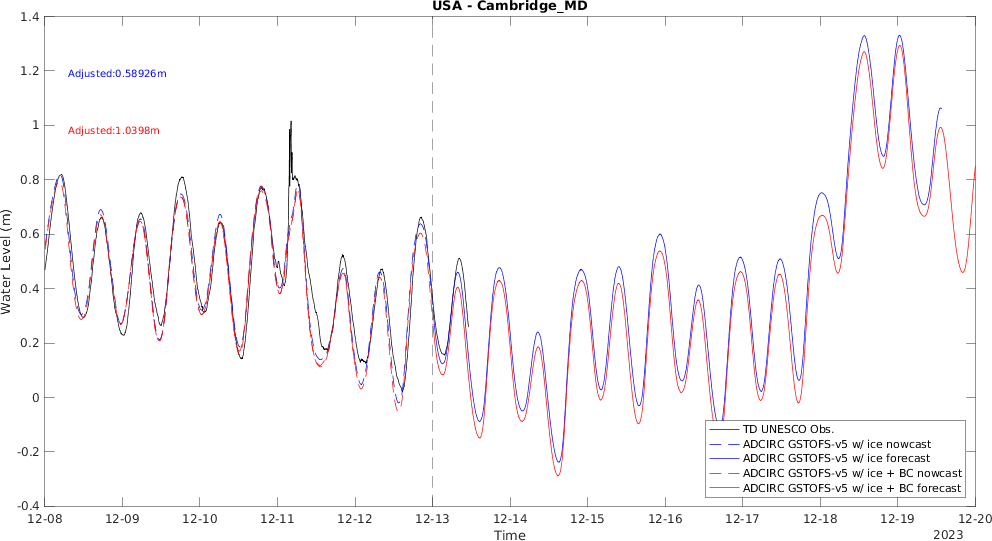 USA - Cambridge_MD
1.4
1.2
1
0.8
0.6
0.4
0.2
0
-0.2
-0.4
Water Level (m)
Adjusted:0.58926m
Adjusted:1.0398m
TD UNESCO Obs.
ADCIRC GSTOFS-v5 w/ ice nowcast
ADCIRC GSTOFS-v5 w/ ice forecast
ADCIRC GSTOFS-v5 w/ ice + BC nowcast
ADCIRC GSTOFS-v5 w/ ice + BC forecast
12-08 12-09 12-10 12-11 12-12 12-13 12-14 12-15 12-16 12-17 12-18 12-19 12-20
Time
2023